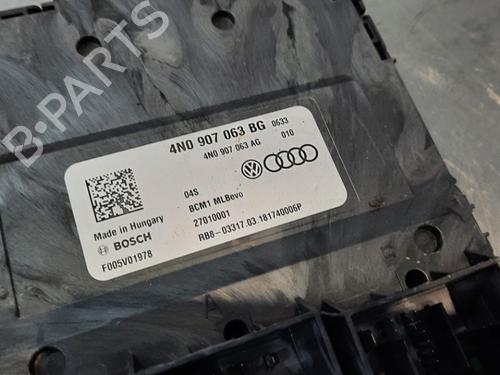 B-PARTS
4N0 907 063 BG 0633
4N0 907 063 AG 010
04S
BCM1 MLBevo
27010001
RB8-03317.03.181740006P
Made in Hungary
BOSCH
F005V01978